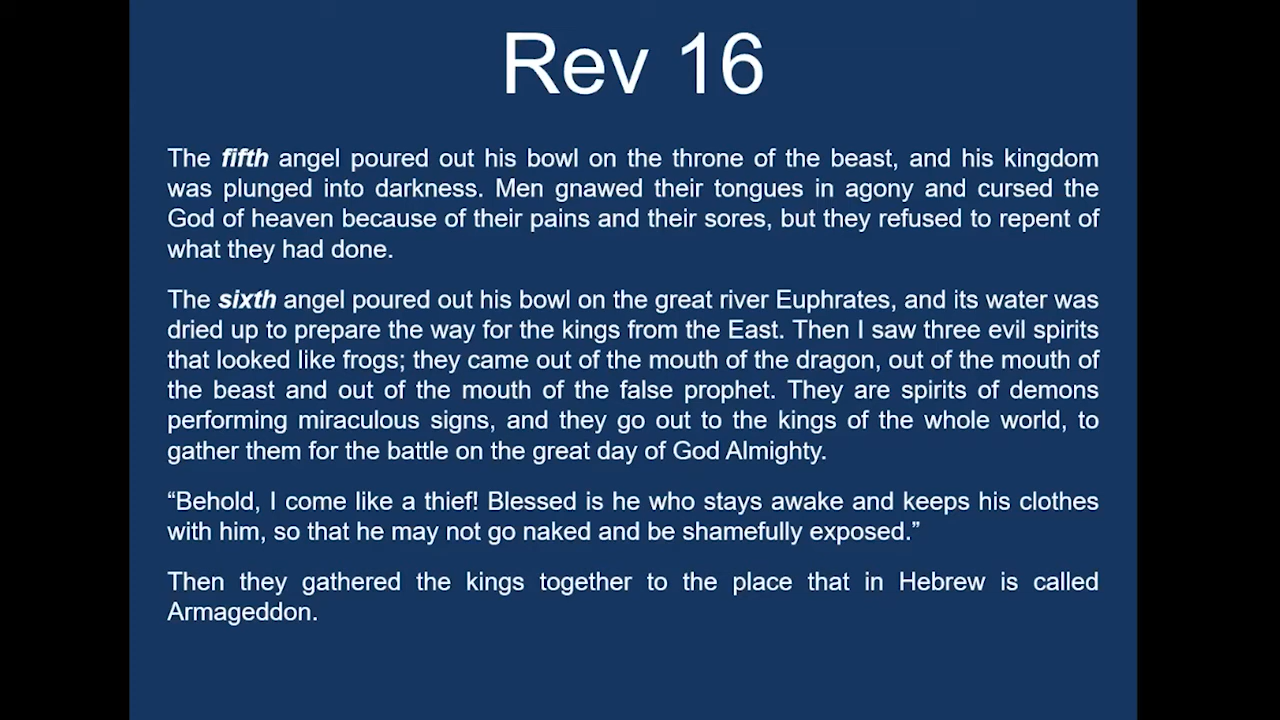 Rev 16
The fifth angel poured out his bowl on the throne of the beast, and his kingdom
was plunged into darkness. Men gnawed their tongues in agony and cursed the
God of heaven because of their pains and their sores, but they refused to repent of
what they had done.
The sixth angel poured out his bowl on the great river Euphrates, and its water was
dried up to prepare the way for the kings from the East. Then I saw three evil spirits
that looked like frogs; they came out of the mouth of the dragon, out of the mouth of
the beast and out of the mouth of the false prophet. They are spirits of demons
performing miraculous signs, and they go out to the kings of the whole world, to
gather them for the battle on the great day of God Almighty.
“Behold, I come like a thief! Blessed is he who stays awake and keeps his clothes
with him, so that he may not go naked and be shamefully exposed.”
Then they gathered the kings together to the place that in Hebrew is called
Armageddon.